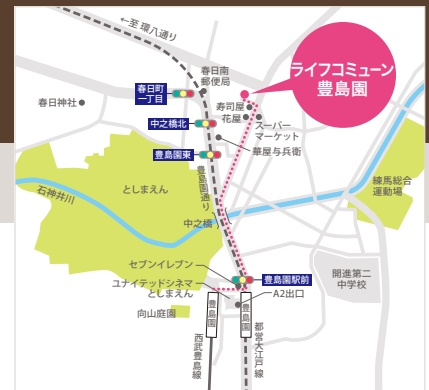 ←至環八通り
ライフコミューン
豊島園
春日南
郵便局
春日町
一丁目
春日神社
寿司屋
花屋
スーパー
マーケット
中之橋北
華屋与兵衛
豊島園東
豊島園通り
としまえん
石神井川
練馬総合
運動場
中之橋
セブンイレブン
ユナイテッドシネマ
としまえん
豊島園駅前
A2出口
開進第二
中学校
向山庭園
豊島園
豊島園
西武豊島線
都営大江戸線